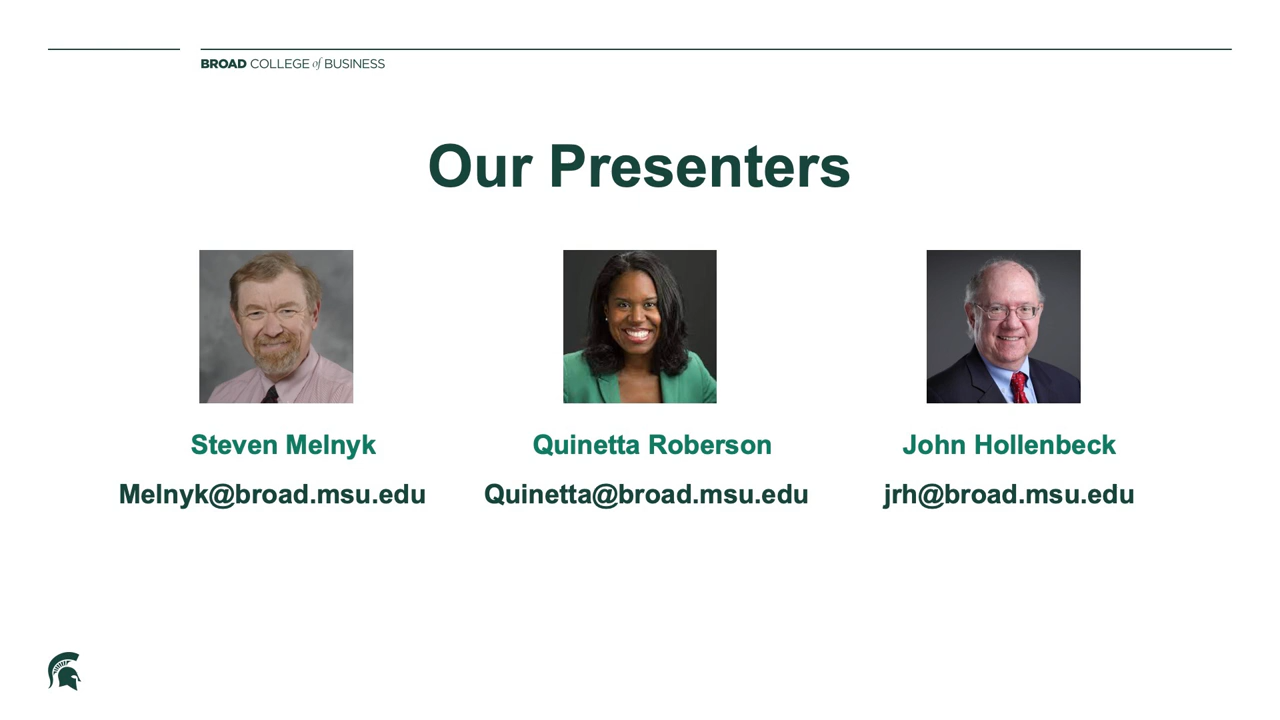 BROAD COLLEGE of BUSINESS
Our Presenters
Steven Melnyk
Quinetta Roberson
John Hollenbeck
Melnyk@broad.msu.edu
Quinetta@broad.msu.edu
jrh@broad.msu.edu